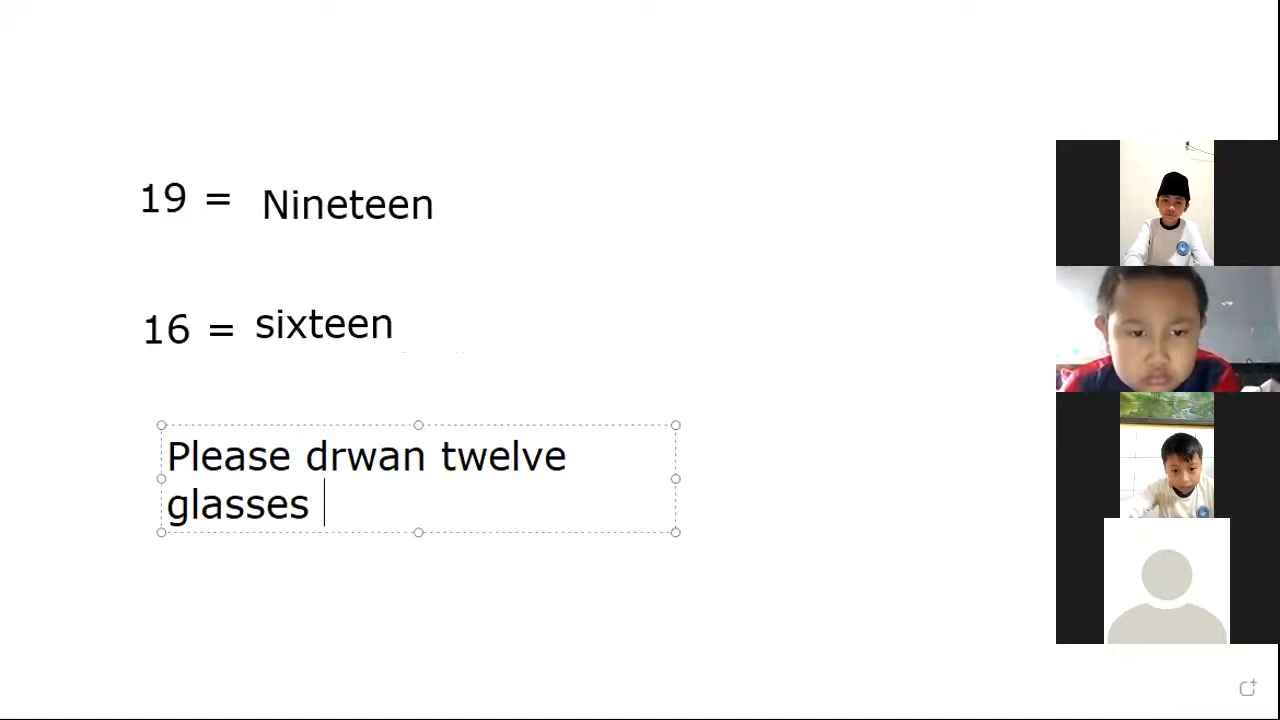 19 = Nineteen
16 = sixteen
Please drwan twelve
glasses